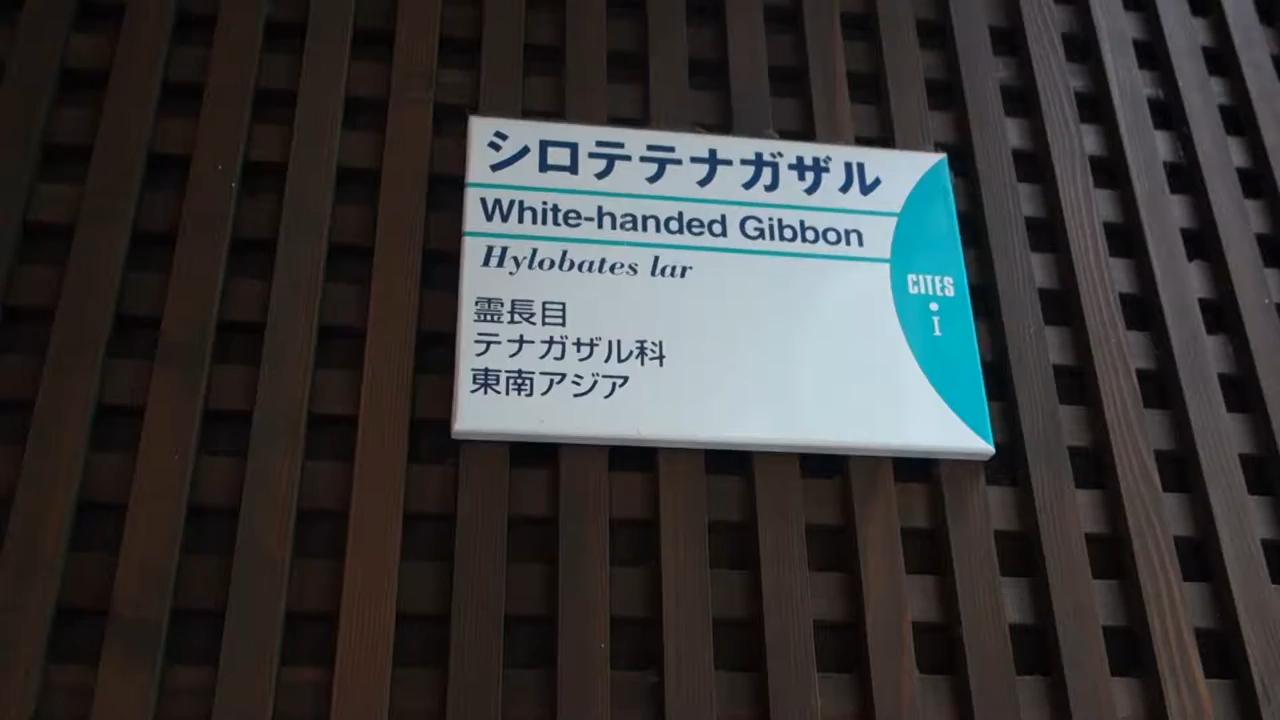 シロテテナガザル
White-handed Gibbon
Hylobates lar
霊長目
テナガザル科
東南アジア
CITES
・
I